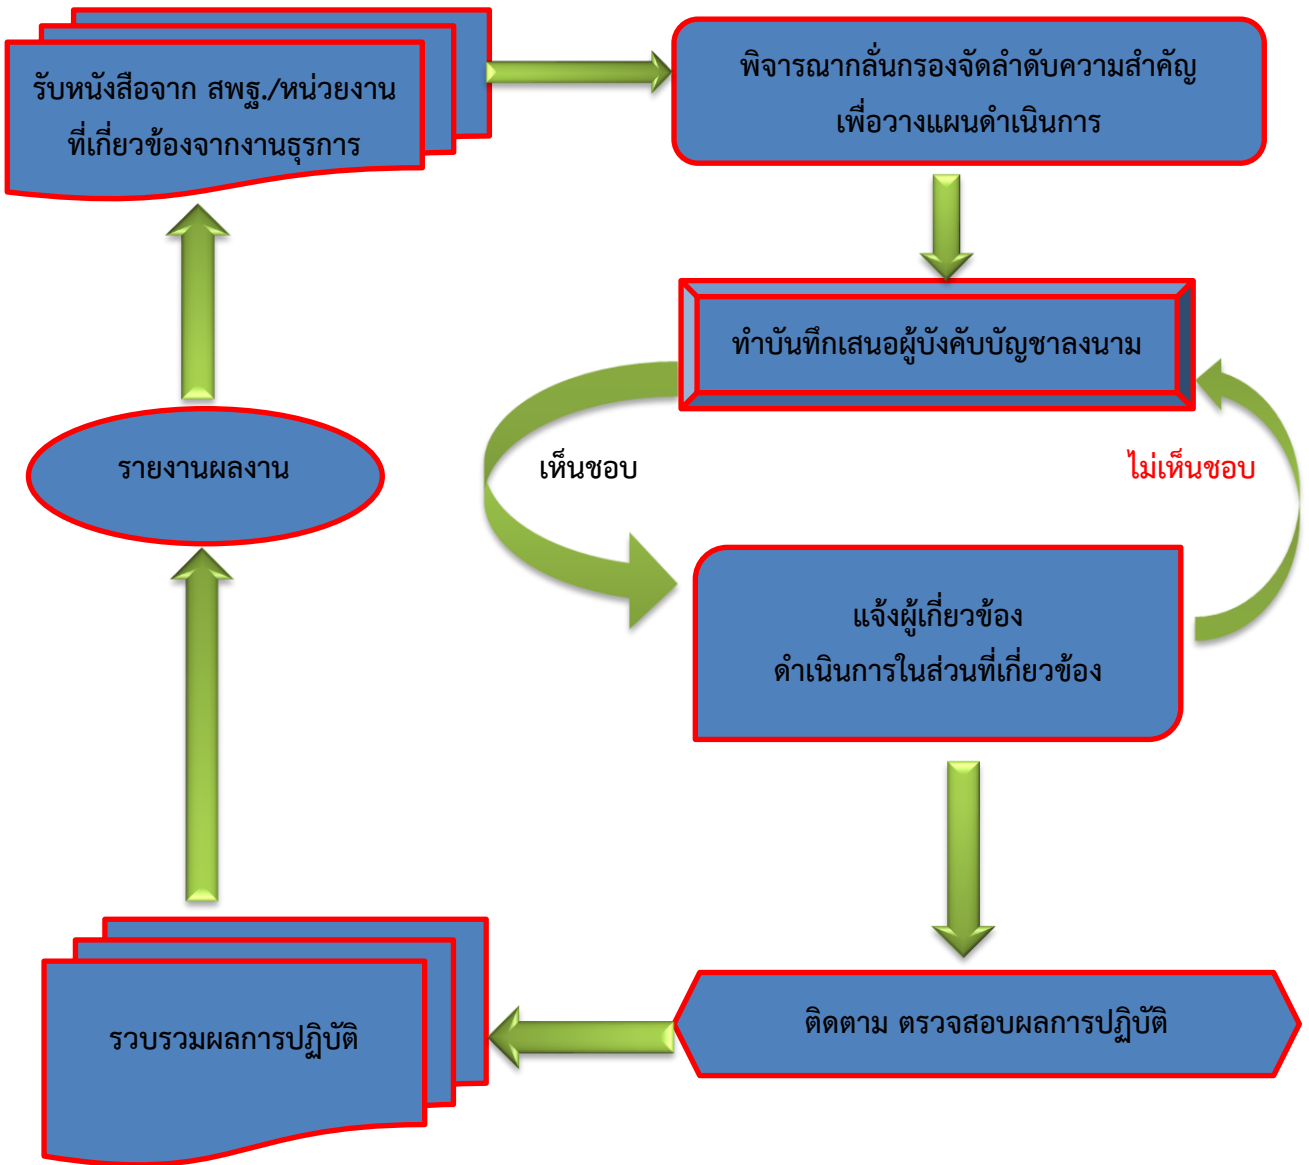 รับหนังสือจาก สพฐ./หน่วยงาน
ที่เกี่ยวข้องจากงานธุรการ
พิจารณากลั่นกรองจัดลำดับความสำคัญ
เพื่อวางแผนดำเนินการ
ทำบันทึกเสนอผู้บังคับบัญชาลงนาม
เห็นชอบ
ไม่เห็นชอบ
รายงานผลงาน
แจ้งผู้เกี่ยวข้อง
ดำเนินการในส่วนที่เกี่ยวข้อง
ติดตาม ตรวจสอบผลการปฏิบัติ
รวบรวมผลการปฏิบัติ